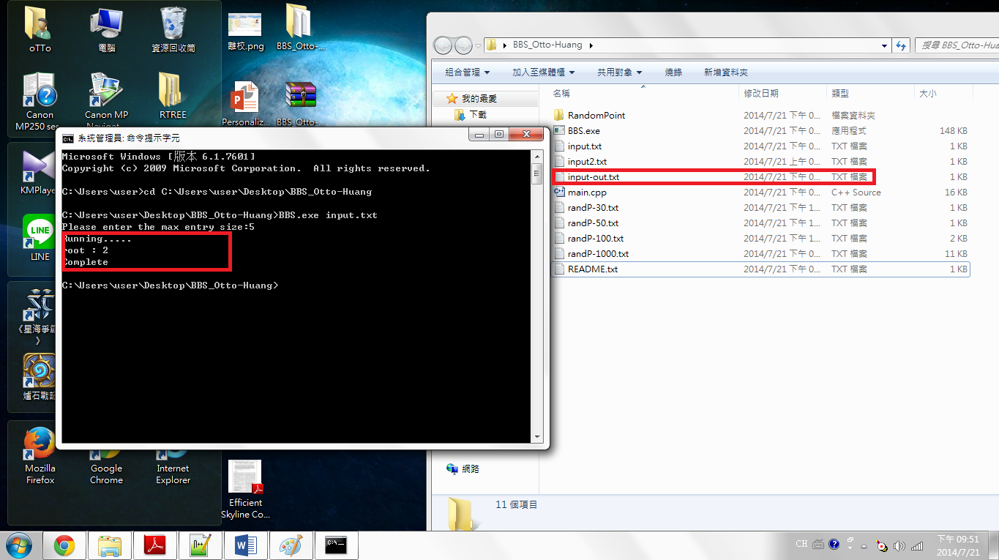 oTTo
電腦
資源回收筒
離校.png
BBS_Otto-...
Canon
MP250 ser
Canon MP
Navigat
RTREE
Personaliz...
BBS_Otto-...
KMPlaye
LINE
LINE
《星海爭霸
》
爐石戰記
Mozilla
Firefox
Google
Chrome
Internet
Explorer
Efficient
Skyline Co...
系統管理員: 命令提示字元
Microsoft Windows [版本 6.1.7601]
Copyright (c) 2009 Microsoft Corporation.  All rights reserved.
C:\Users\user>cd C:\Users\user\Desktop\BBS_Otto-Huang
C:\Users\user\Desktop\BBS_Otto-Huang>BBS.exe input.txt
Please enter the max entry size:5
Running.....
root : 2
Complete
C:\Users\user\Desktop\BBS_Otto-Huang>
BBS_Otto-Huang
搜尋 BBS_Otto-Hua
組合管理 加入至媒體櫃 共用對象 燒錄 新增資料夾
我的最愛
下載
網路
名稱 修改日期 類型 大小
RandomPoint 2014/7/21 下午 0... 檔案資料夾
BBS.exe 2014/7/21 下午 0... 應用程式 148 KB
input.txt 2014/7/21 下午 0... TXT 檔案 1 KB
input2.txt 2014/7/21 上午 0... TXT 檔案 1 KB
input-out.txt 2014/7/21 下午 0... TXT 檔案 1 KB
main.cpp 2014/7/21 下午 0... C++ Source 16 KB
randP-30.txt 2014/7/21 下午 1... TXT 檔案 1 KB
randP-50.txt 2014/7/21 下午 1... TXT 檔案 1 KB
randP-100.txt 2014/7/21 下午 1... TXT 檔案 2 KB
randP-1000.txt 2014/7/21 下午 1... TXT 檔案 11 KB
README.txt 2014/7/21 下午 0... TXT 檔案 1 KB
11 個項目
CH
下午 09:51
2014/7/21